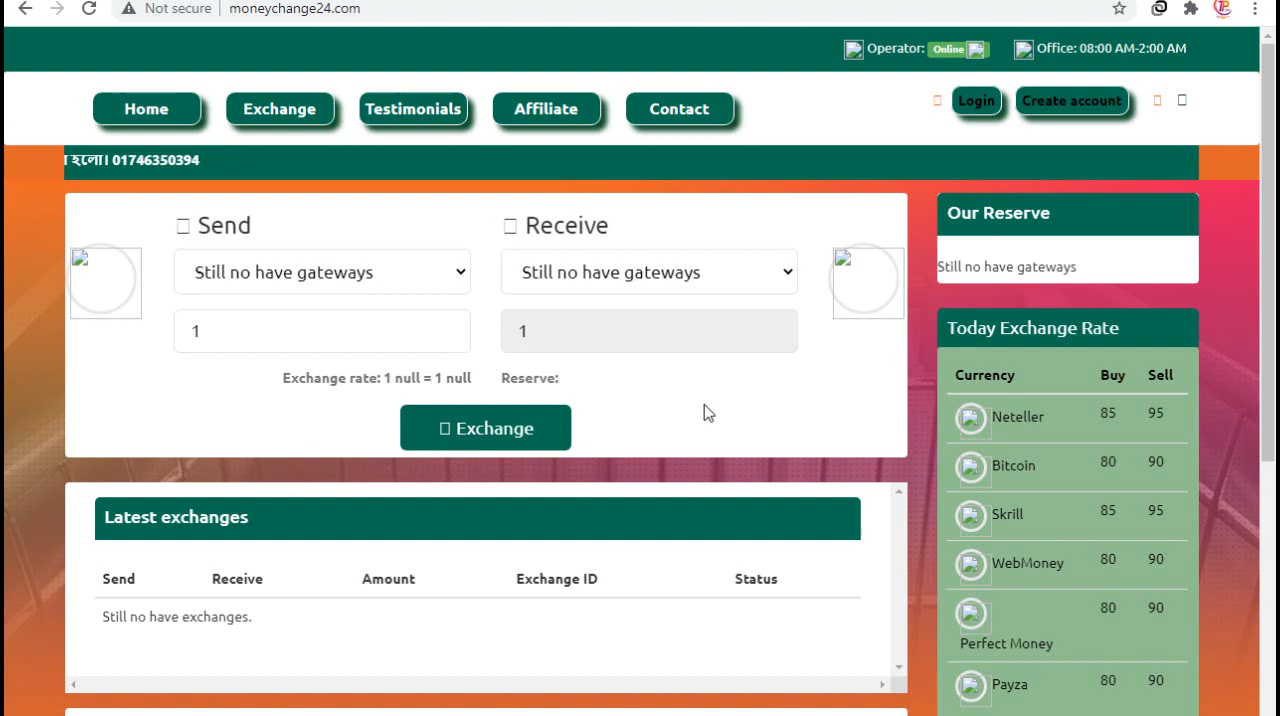 Not secure moneychange24.com
Operator: Online Office: 08:00 AM-2:00 AM
Home Exchange Testimonials Affiliate Contact Login Create account
হলো। 01746350394
Send Receive
Still no have gateways Still no have gateways
1 1
Exchange rate: 1 null = 1 null Reserve:
Exchange
Our Reserve
Still no have gateways
Today Exchange Rate
Currency Buy Sell
Neteller 85 95
Bitcoin 80 90
Skrill 85 95
WebMoney 80 90
Perfect Money 80 90
Payza 80 90
Latest exchanges
Send Receive Amount Exchange ID Status
Still no have exchanges.